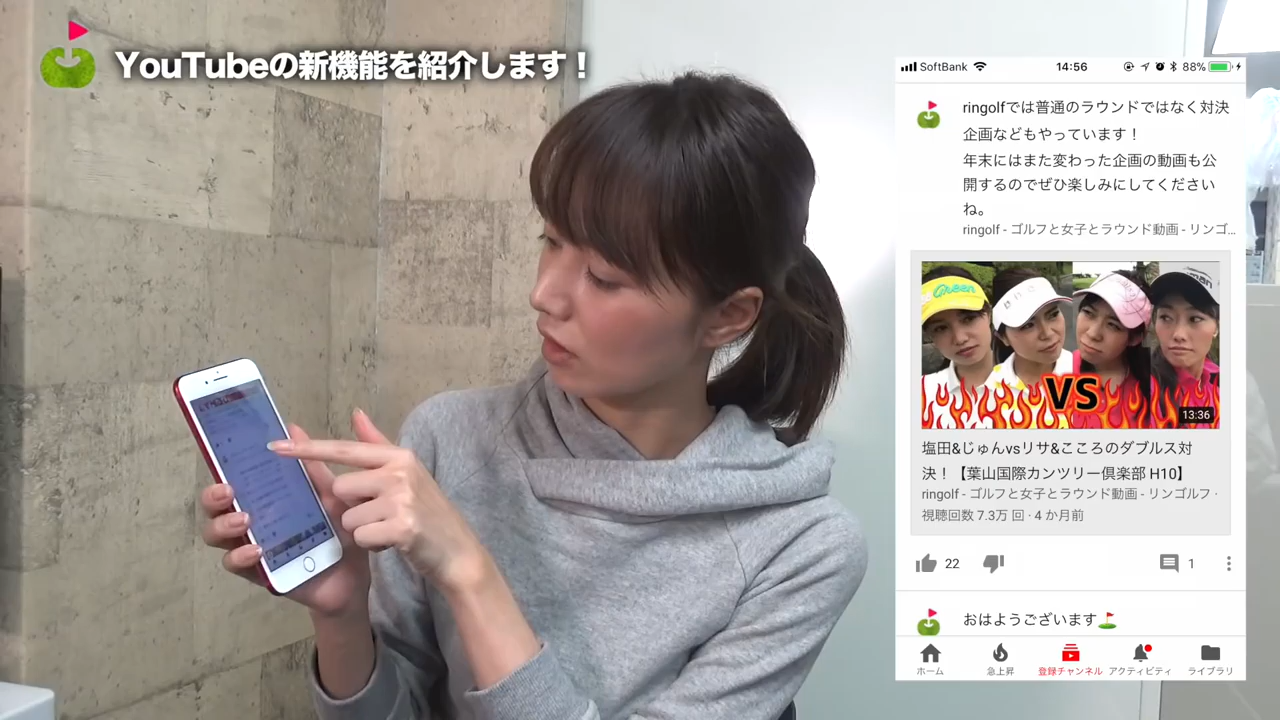 YouTubeの新機能を紹介します！
SoftBank 14:56 88%
ringolfでは普通のラウンドではなく対決
企画などもやっています！
年末にはまた変わった企画の動画も公
開するのでぜひ楽しみにしてください
ね。
ringolf - ゴルフと女子とラウンド動画 - リンゴ...
Green
VS
13:36
塩田&じゅんvsリサ&こころのダブルス対
決！【葉山国際カンツリー倶楽部 H10】
ringolf - ゴルフと女子とラウンド動画 - リンゴルフ ·
視聴回数 7.3万 回 · 4 か月前
22 1
おはようございます⛳
ホーム 急上昇 登録チャンネル アクティビティ ライブラリ